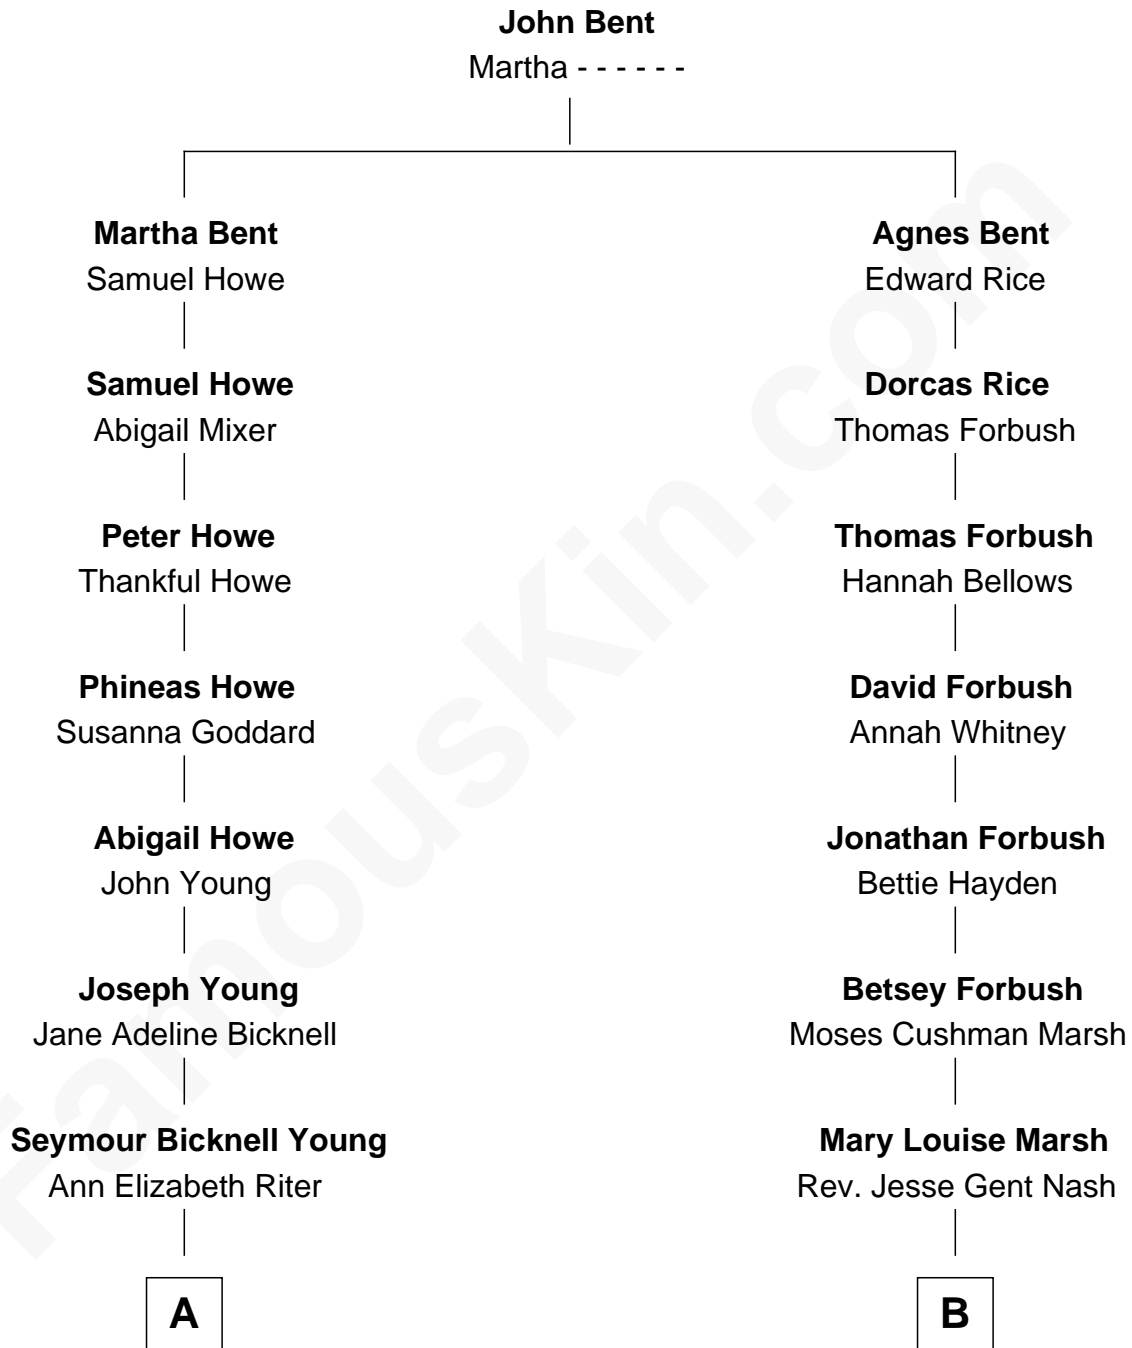 John Bent
Martha - - - - - -
Martha Bent
Samuel Howe
Agnes Bent
Edward Rice
Samuel Howe
Abigail Mixer
Dorcas Rice
Thomas Forbush
Peter Howe
Thankful Howe
Thomas Forbush
Hannah Bellows
Phineas Howe
Susanna Goddard
David Forbush
Annah Whitney
Abigail Howe
John Young
Jonathan Forbush
Bettie Hayden
Joseph Young
Jane Adeline Bicknell
Betsey Forbush
Moses Cushman Marsh
Seymour Bicknell Young
Ann Elizabeth Riter
Mary Louise Marsh
Rev. Jesse Gent Nash
A
B
FamousKin.com